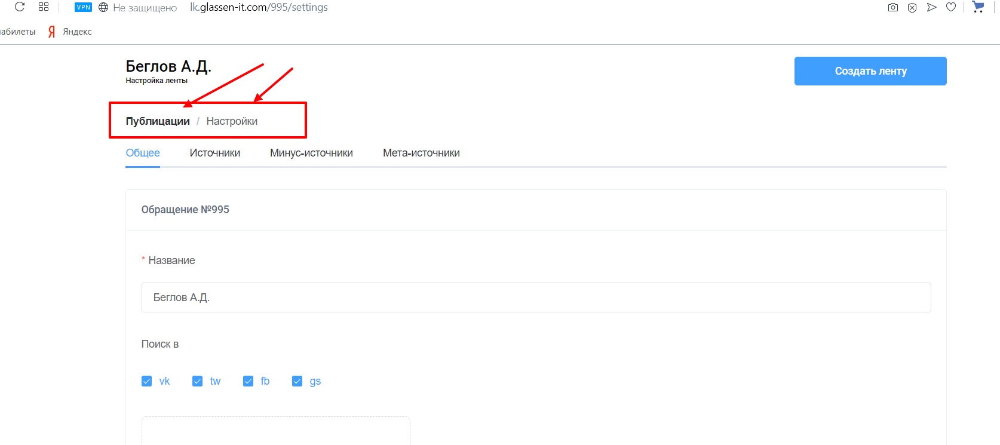 VPN Не защищено lk.glassen-it.com/995/settings
абилеты Я Яндекс
Беглов А.Д.
Настройка ленты
Создать ленту
Публикации / Настройки
Общее Источники Минус-источники Мета-источники
Обращение №995
* Название
Беглов А.Д.
Поиск в
vk tw fb gs